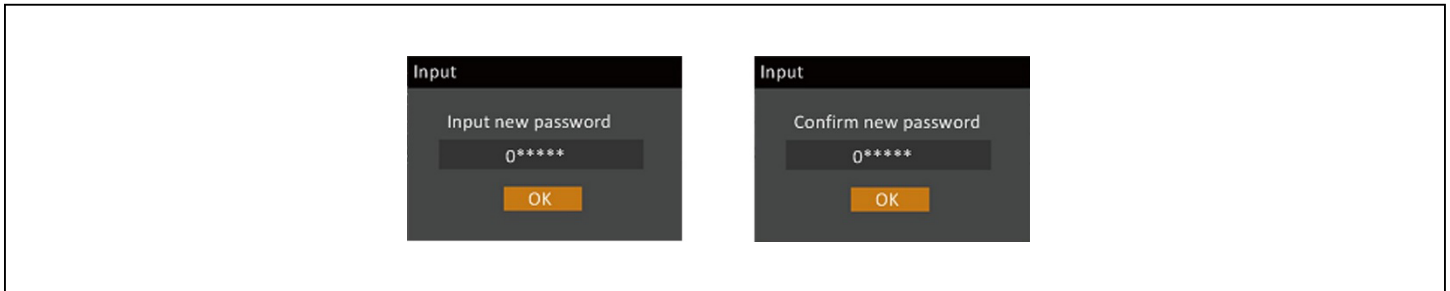 Input
Input new password
0*****
OK
Input
Confirm new password
0*****
OK